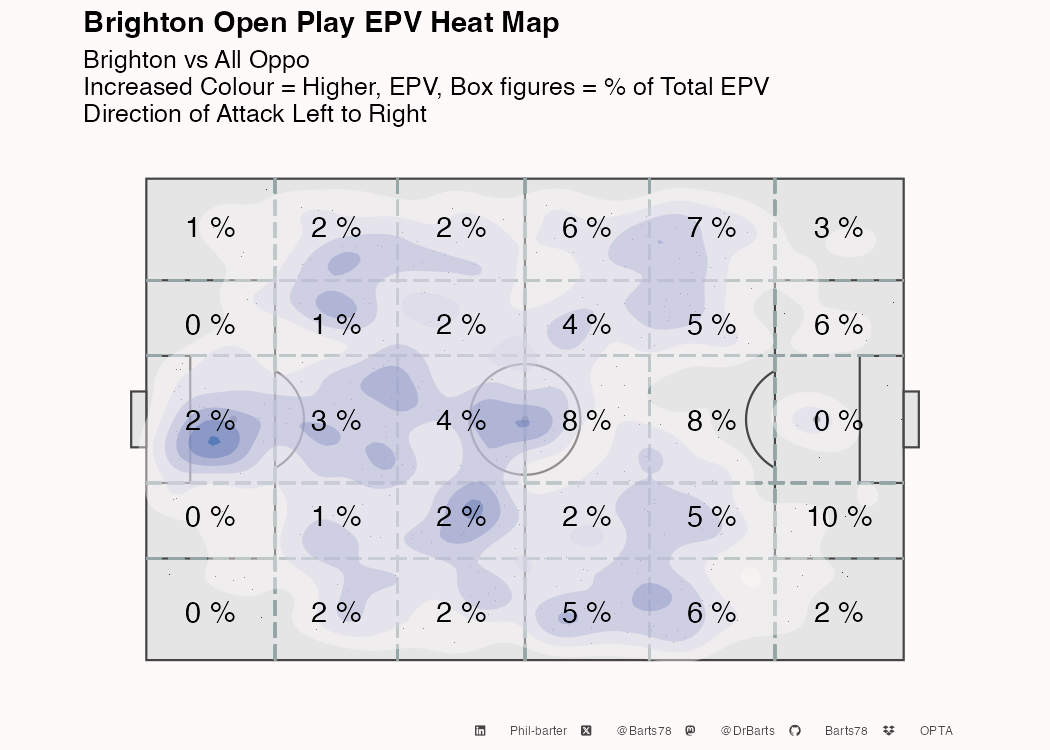 Brighton Open Play EPV Heat Map
Brighton vs All Oppo
Increased Colour = Higher, EPV, Box figures = % of Total EPV
Direction of Attack Left to Right
1 % 2 % 2 % 6 % 7 % 3 %
0 % 1 % 2 % 4 % 5 % 6 %
2 % 3 % 4 % 8 % 8 % 0 %
0 % 1 % 2 % 2 % 5 % 10 %
0 % 2 % 2 % 5 % 6 % 2 %
Phil-barter @Barts78 @DrBarts Barts78 OPTA